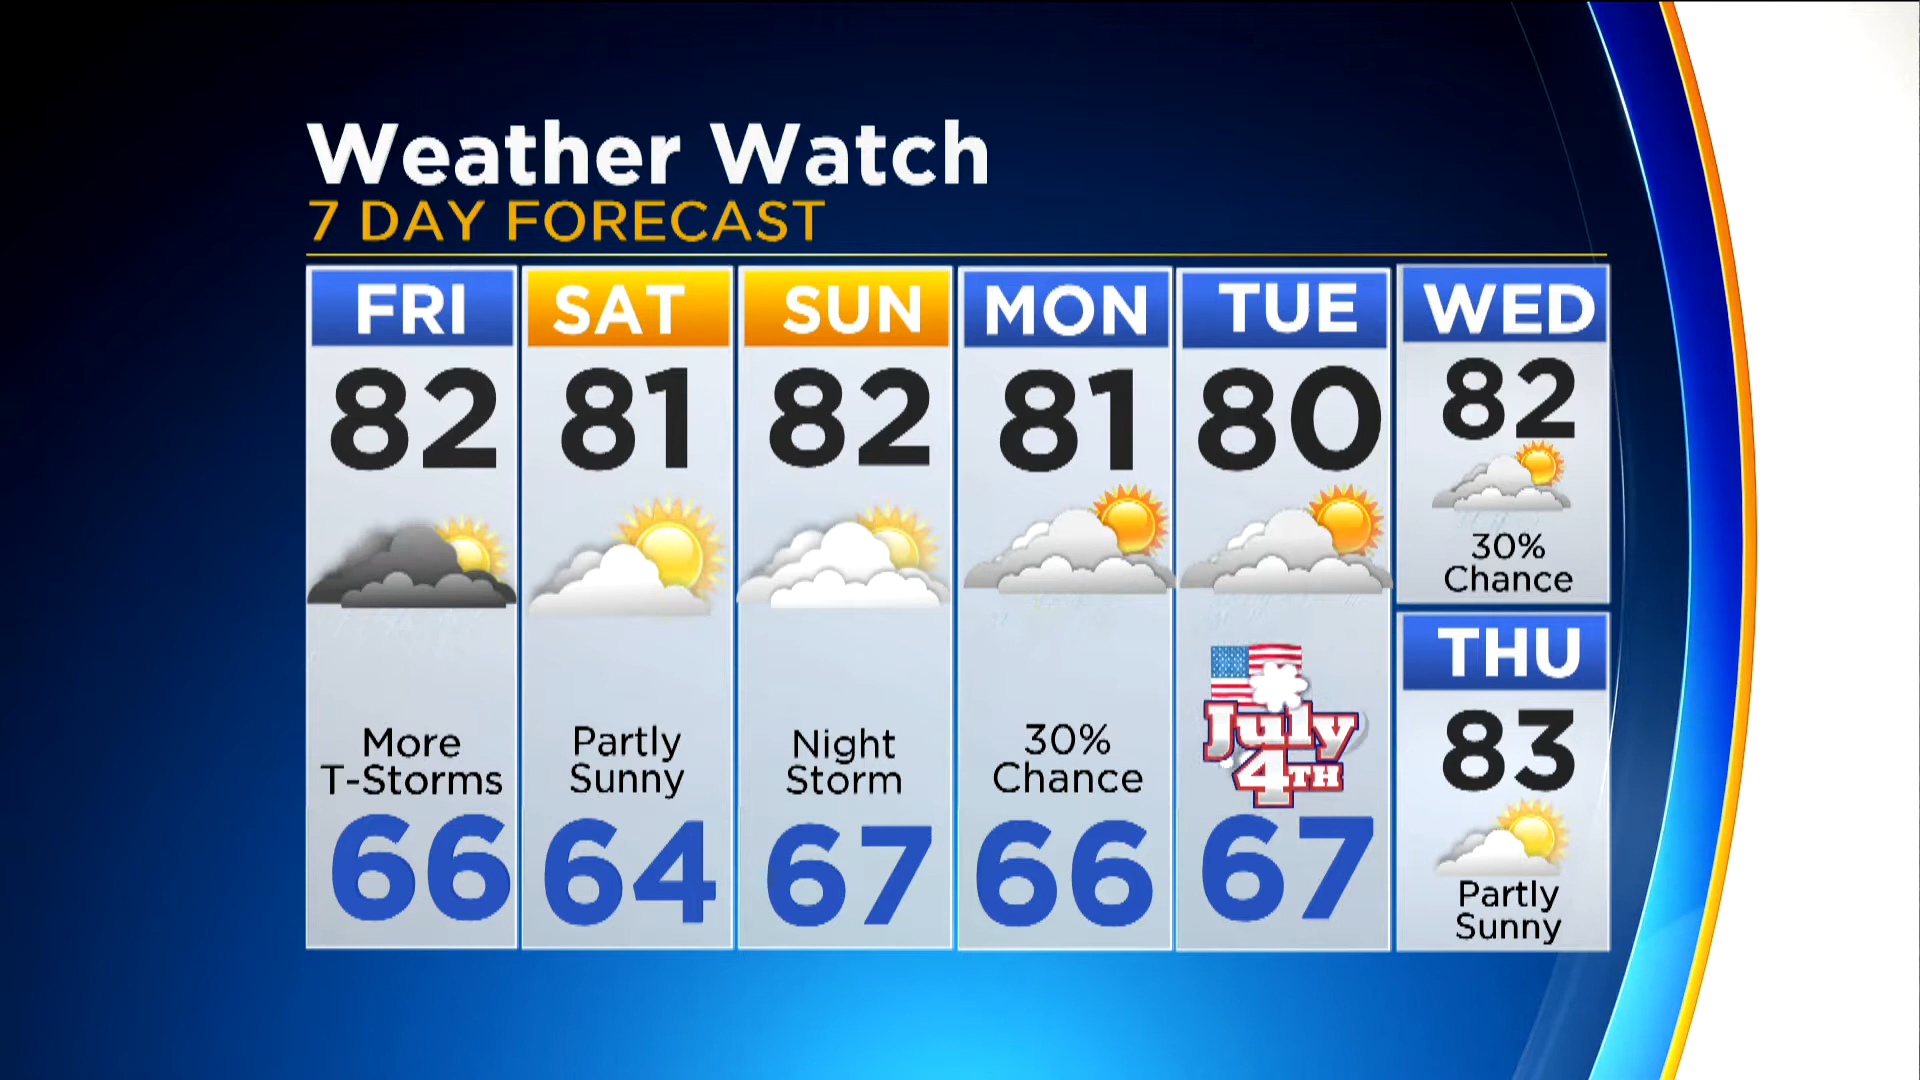 Weather Watch
7 DAY FORECAST
FRI
82
More
T-Storms
66
SAT
81
Partly
Sunny
64
SUN
82
Night
Storm
67
MON
81
30%
Chance
66
TUE
80
July
4TH
67
WED
82
30%
Chance
THU
83
Partly
Sunny